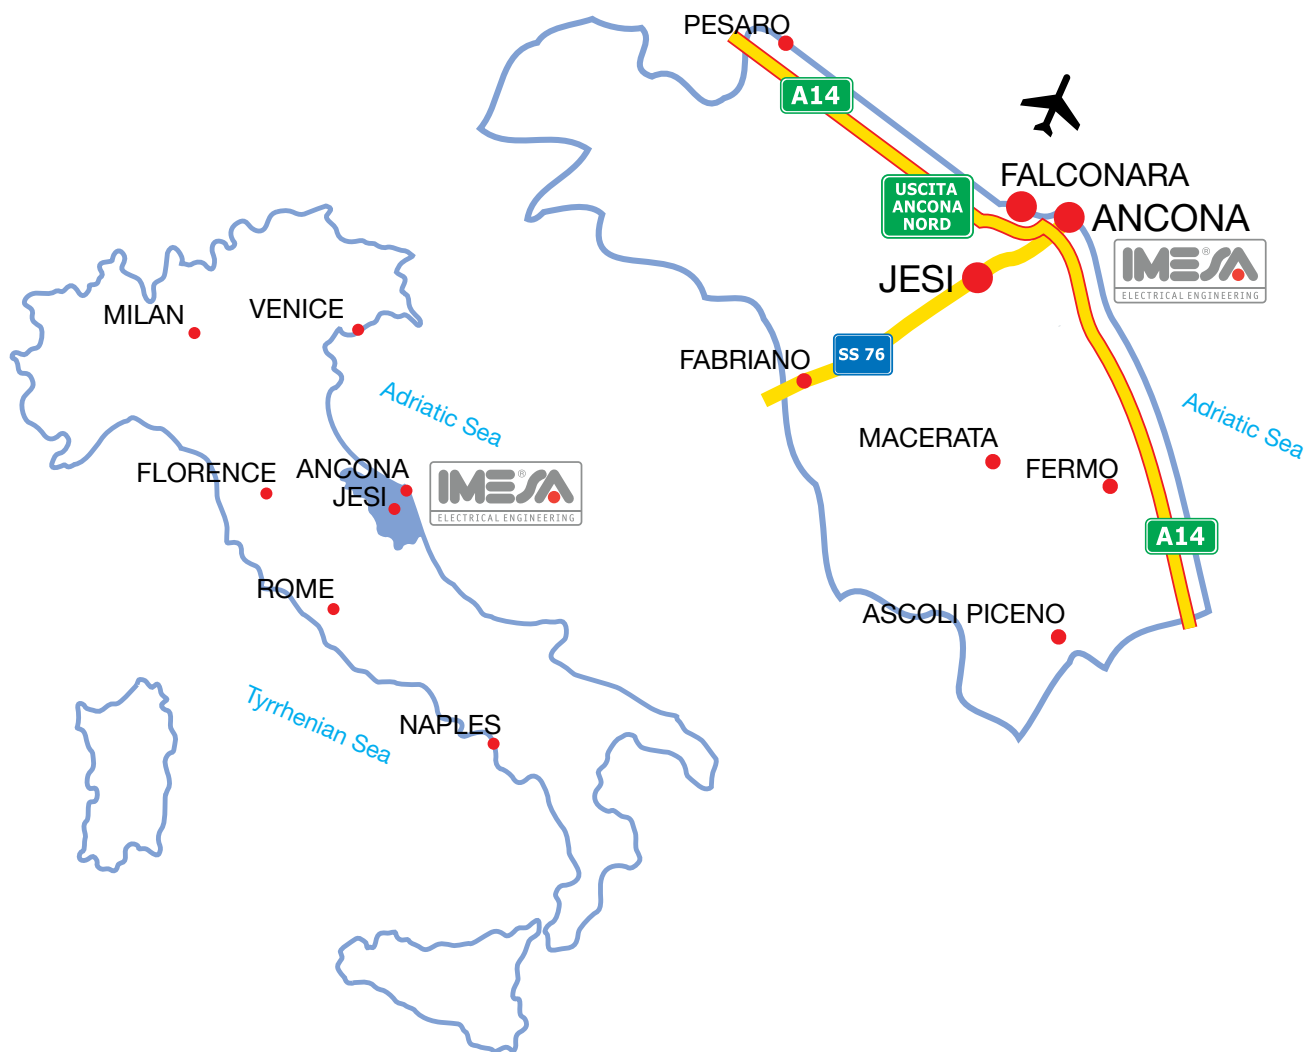 MILAN
VENICE
Adriatic Sea
FLORENCE
ANCONA
JESI
IMESA®
ELECTRICAL ENGINEERING
ROME
Tyrrhenian Sea
NAPLES
PESARO
A14
FALCONARA
USCITA
ANCONA
NORD
ANCONA
IMESA®
ELECTRICAL ENGINEERING
JESI
SS 76
FABRIANO
Adriatic Sea
MACERATA
FERMO
A14
ASCOLI PICENO